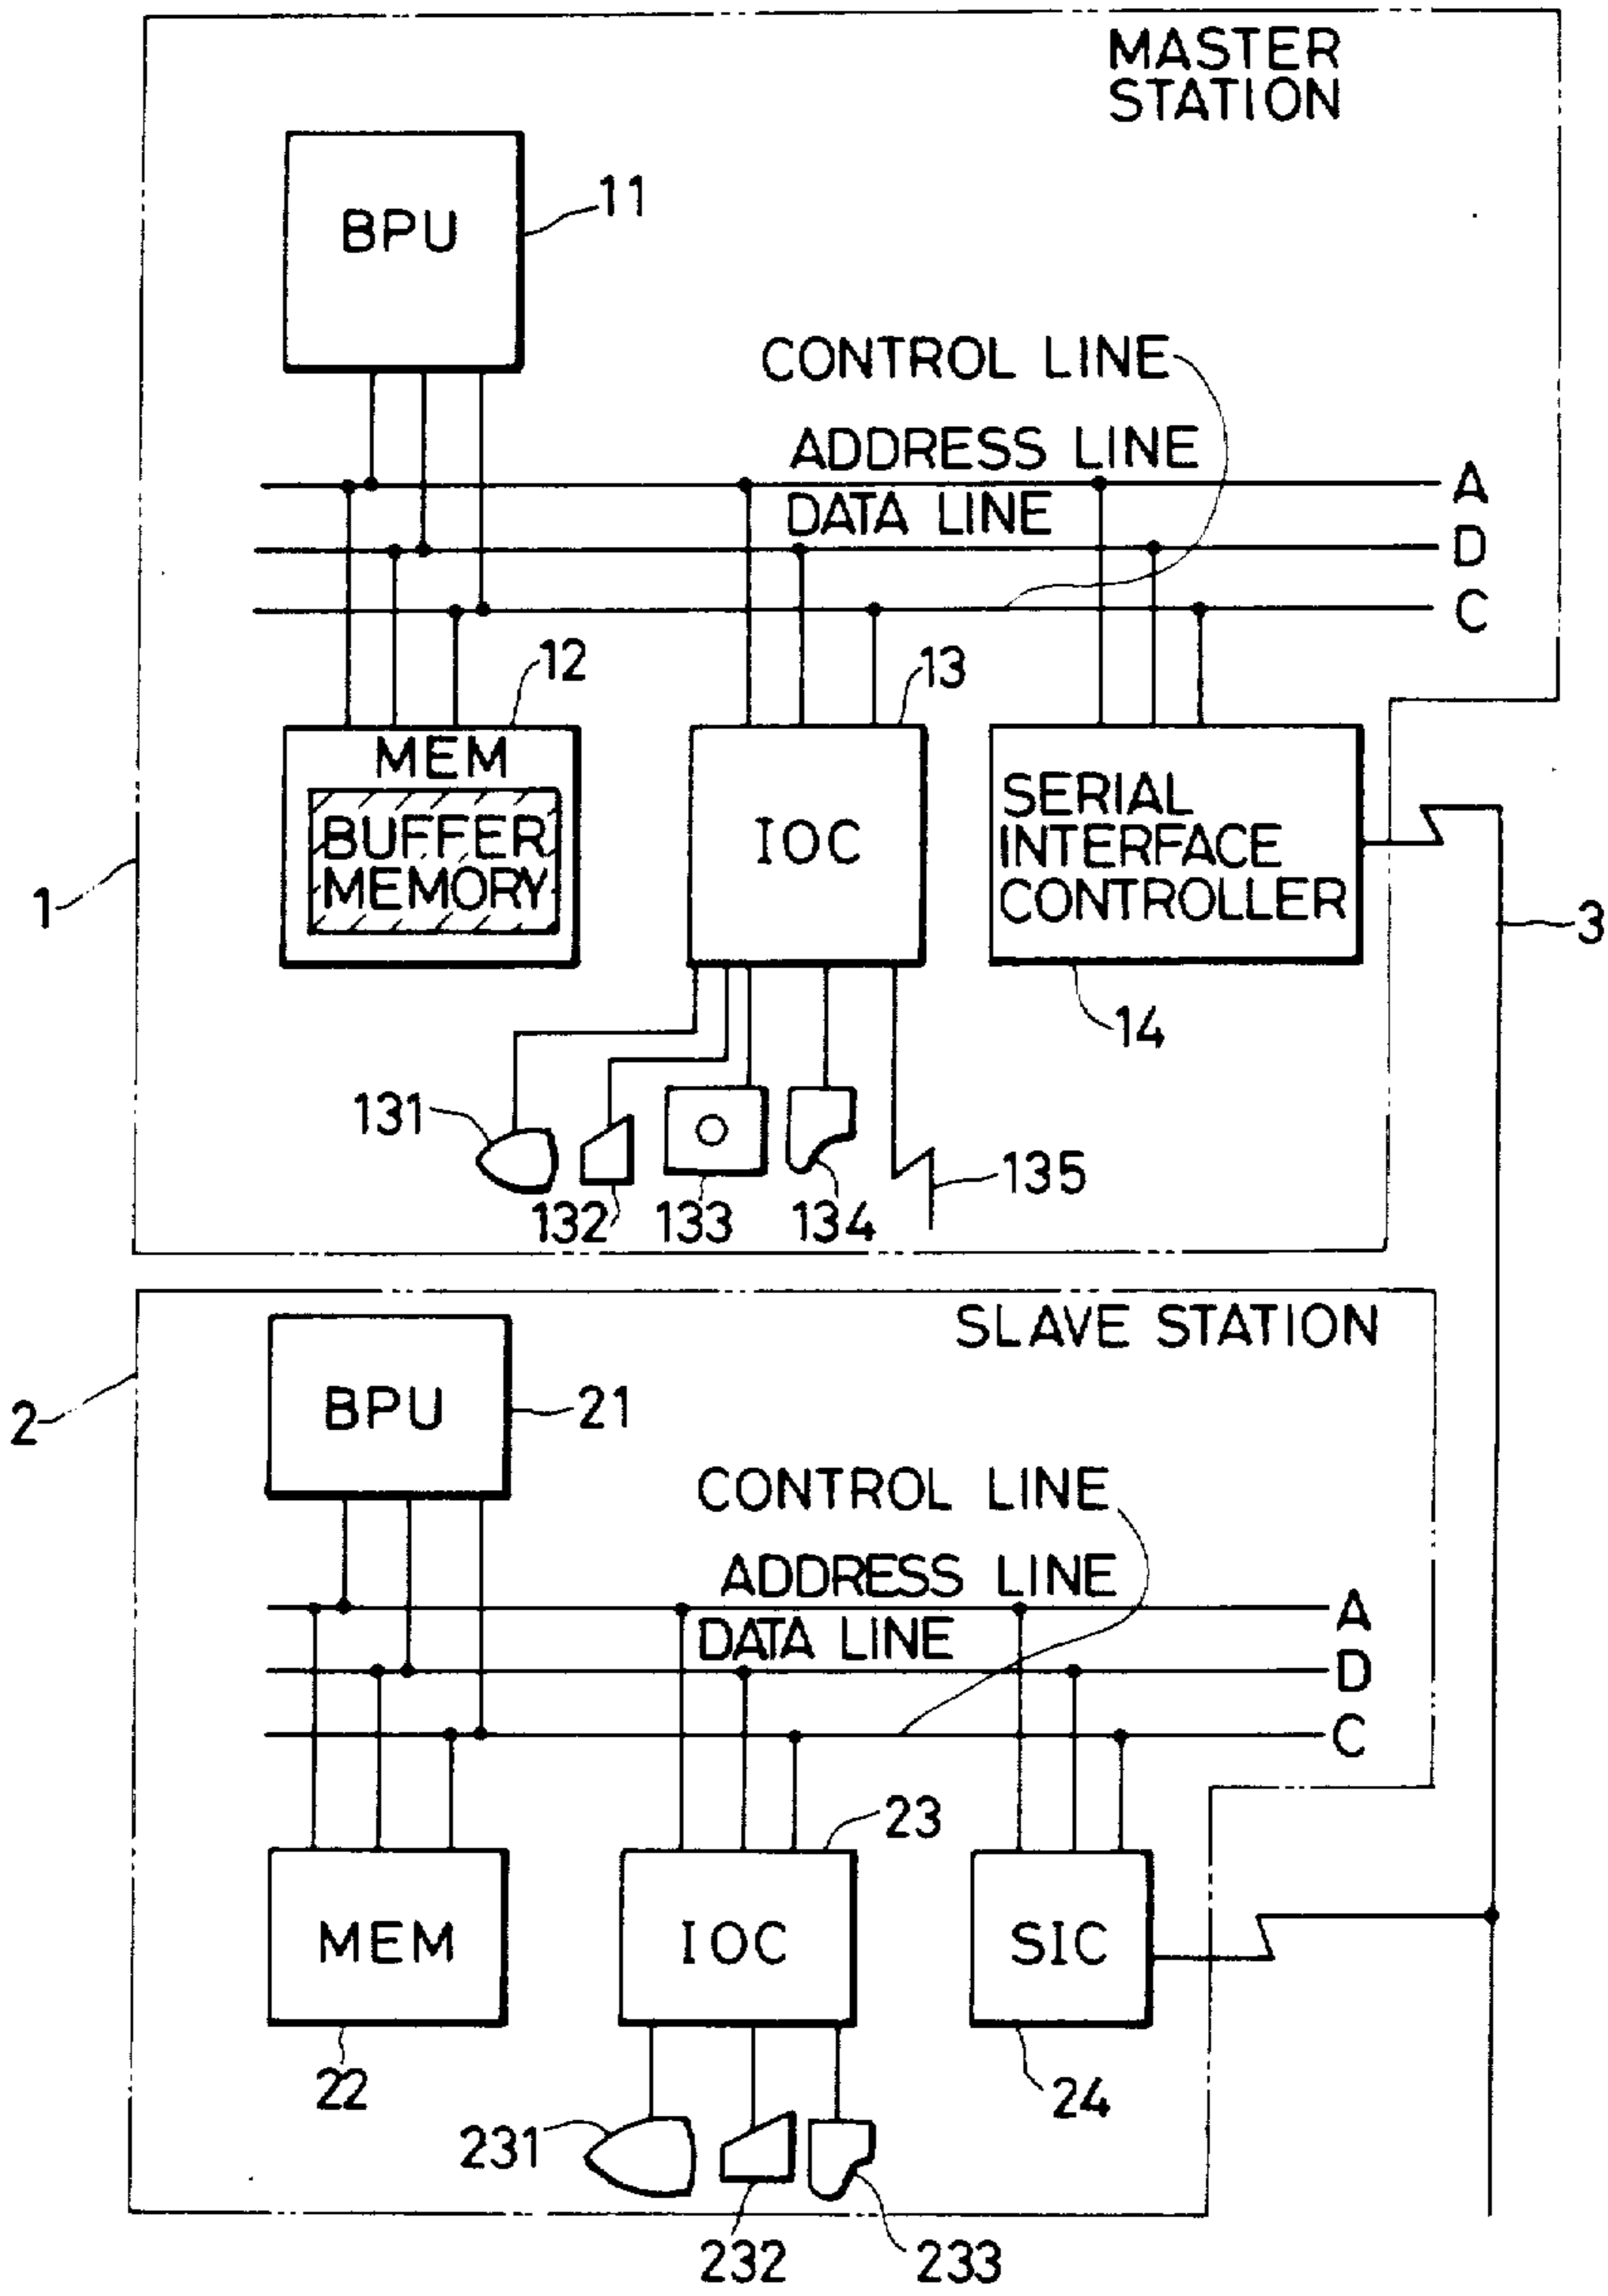 MASTER
STATION
BPU
11
CONTROL LINE
ADDRESS LINE
A
DATA LINE
D
C
12
13
MEM
BUFFER
MEMORY
IOC
SERIAL
INTERFACE
CONTROLLER
1
3
14
131
132
133
134
135
SLAVE STATION
BPU
21
2
CONTROL LINE
ADDRESS LINE
A
DATA LINE
D
C
23
MEM
IOC
SIC
22
24
231
232
233